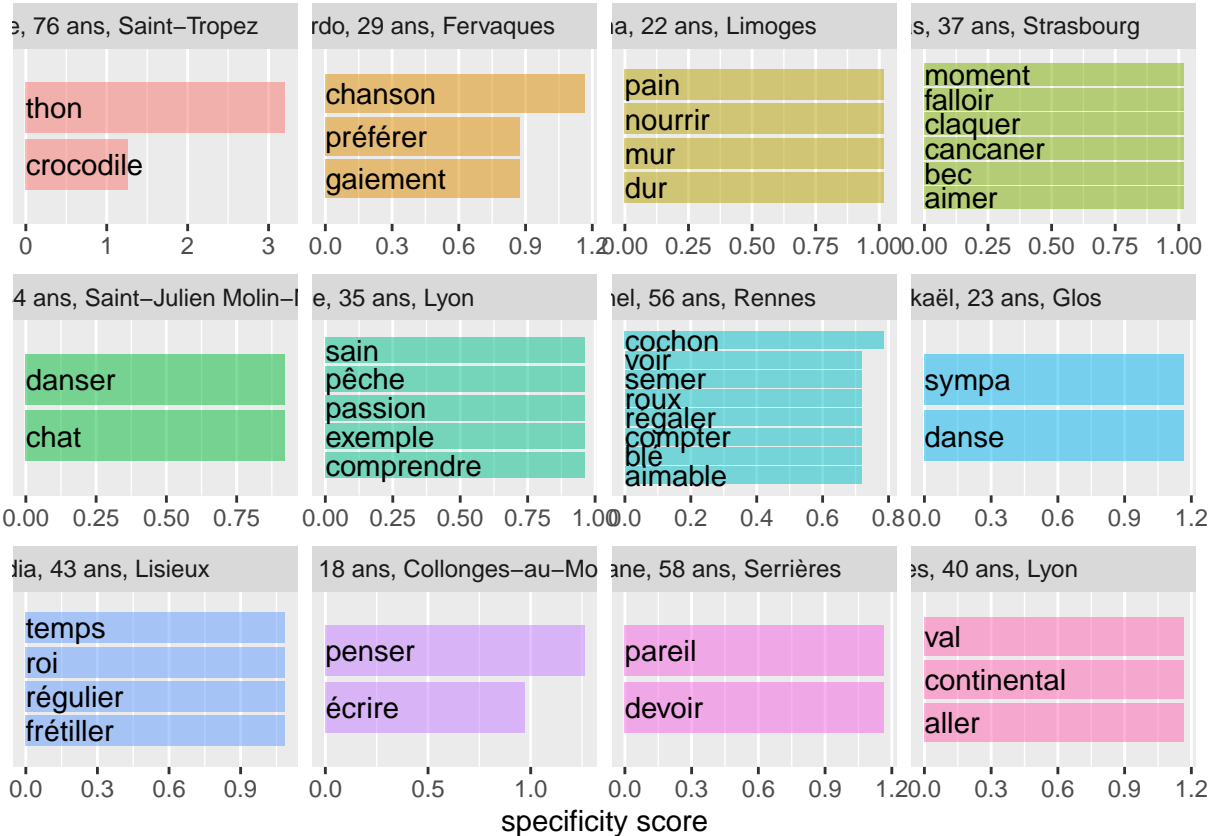 e, 76 ans, Saint−Tropez
rdo, 29 ans, Fervaques
na, 22 ans, Limoges
s, 37 ans, Strasbourg
thon
crocodile
0 1 2 3
chanson
préférer
gaiement
0.0 0.3 0.6 0.9 1.2
pain
nourrir
mur
dur
0.00 0.25 0.50 0.75 1.00
moment
falloir
claquer
cancaner
bec
aimer
0.00 0.25 0.50 0.75 1.00
4 ans, Saint−Julien Molin−M
e, 35 ans, Lyon
nel, 56 ans, Rennes
kaël, 23 ans, Glos
danser
chat
0.00 0.25 0.50 0.75
sain
pêche
passion
exemple
comprendre
0.00 0.25 0.50 0.75 1.00
cochon
voir
semer
roux
régaler
compter
blé
aimable
0.0 0.2 0.4 0.6 0.8
sympa
danse
0.0 0.3 0.6 0.9 1.2
dia, 43 ans, Lisieux
18 ans, Collonges−au−Mo
ane, 58 ans, Serrières
es, 40 ans, Lyon
temps
roi
régulier
frétiller
0.0 0.3 0.6 0.9
penser
écrire
0.0 0.5 1.0
pareil
devoir
0.0 0.3 0.6 0.9 1.2
val
continental
aller
0.0 0.3 0.6 0.9 1.2
specificity score